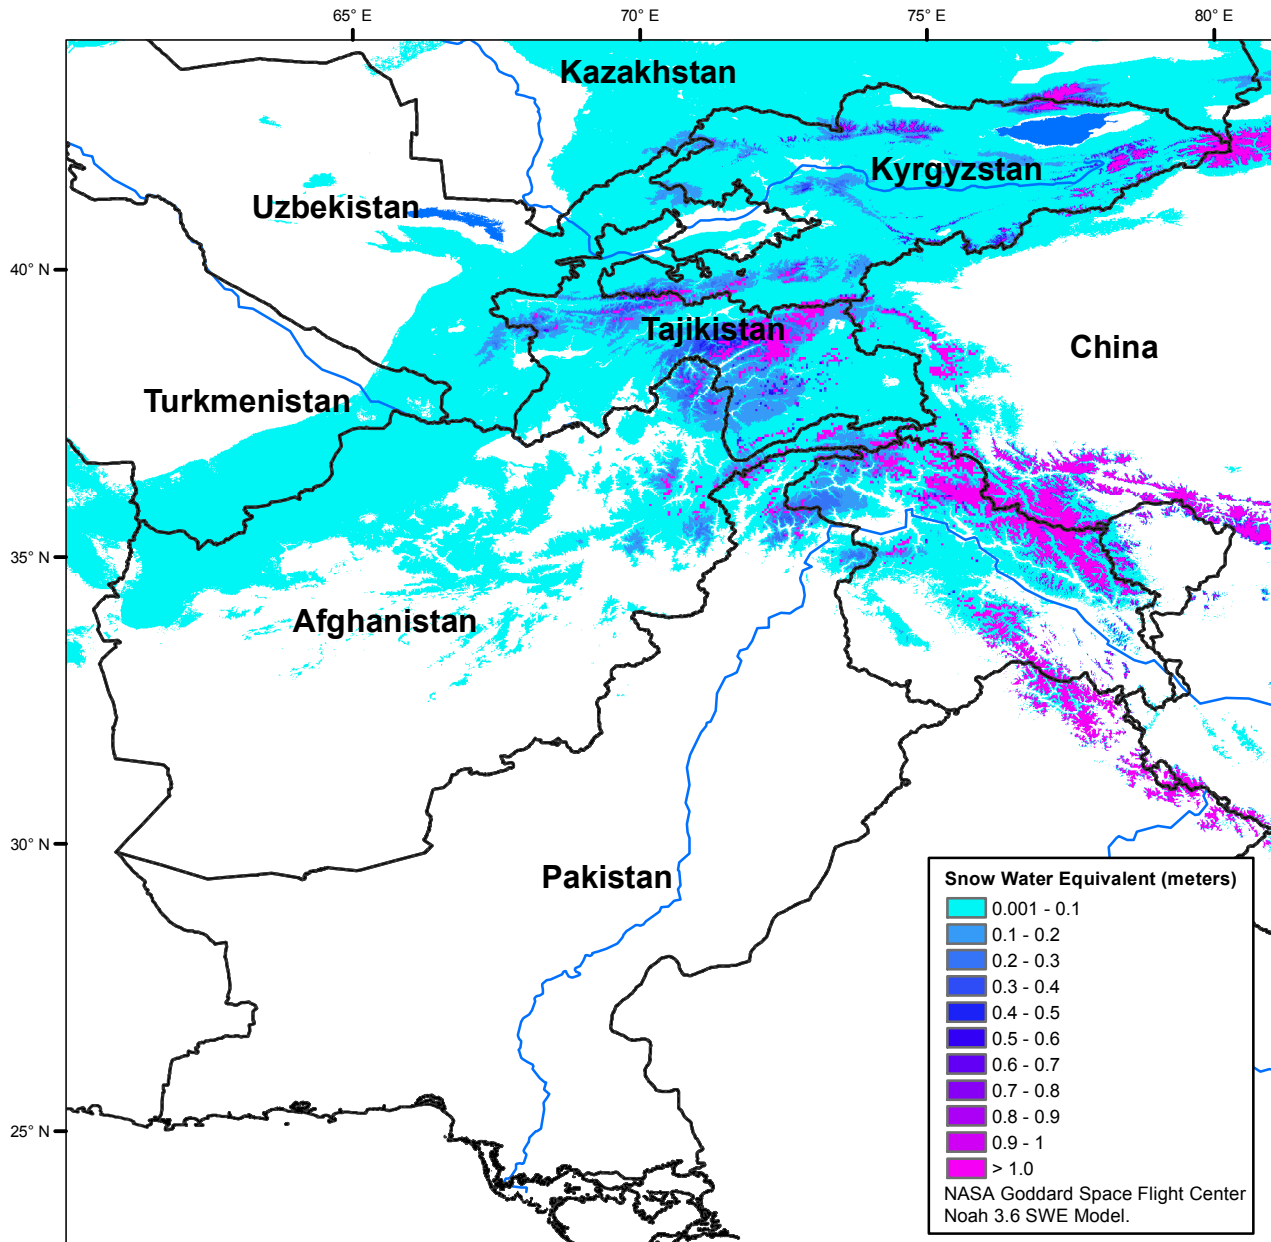 65° E
70° E
75° E
80° E
Kazakhstan
Kyrgyzstan
Uzbekistan
40° N
Tajikistan
China
Turkmenistan
35° N
Afghanistan
30° N
Pakistan
25° N
Snow Water Equivalent (meters)
0.001 - 0.1
0.1 - 0.2
0.2 - 0.3
0.3 - 0.4
0.4 - 0.5
0.5 - 0.6
0.6 - 0.7
0.7 - 0.8
0.8 - 0.9
0.9 - 1
> 1.0
NASA Goddard Space Flight Center
Noah 3.6 SWE Model.